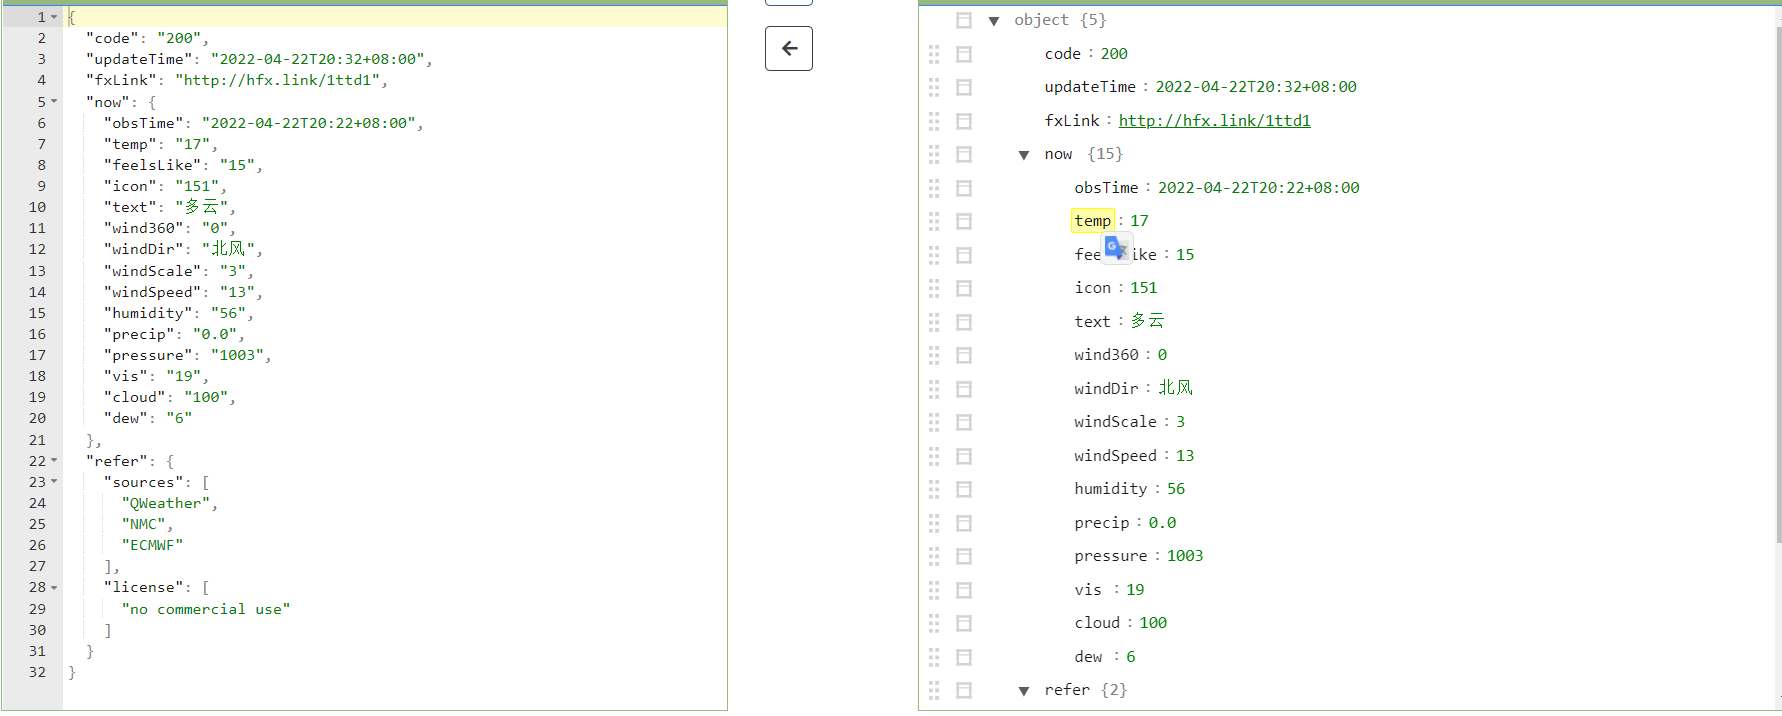 1 {
2 "code": "200",
3 "updateTime": "2022-04-22T20:32+08:00",
4 "fxLink": "http://hfx.link/1ttd1",
5 "now": {
6 "obsTime": "2022-04-22T20:22+08:00",
7 "temp": "17",
8 "feelsLike": "15",
9 "icon": "151",
10 "text": "多云",
11 "wind360": "0",
12 "windDir": "北风",
13 "windScale": "3",
14 "windSpeed": "13",
15 "humidity": "56",
16 "precip": "0.0",
17 "pressure": "1003",
18 "vis": "19",
19 "cloud": "100",
20 "dew": "6"
21 },
22 "refer": {
23 "sources": [
24 "QWeather",
25 "NMC",
26 "ECMWF"
27 ],
28 "license": [
29 "no commercial use"
30 ]
31 }
32 }
object {5}
code : 200
updateTime : 2022-04-22T20:32+08:00
fxLink : http://hfx.link/1ttd1
now {15}
obsTime : 2022-04-22T20:22+08:00
temp : 17
fee ike : 15
icon : 151
text : 多云
wind360 : 0
windDir : 北风
windScale : 3
windSpeed : 13
humidity : 56
precip : 0.0
pressure : 1003
vis : 19
cloud : 100
dew : 6
refer {2}